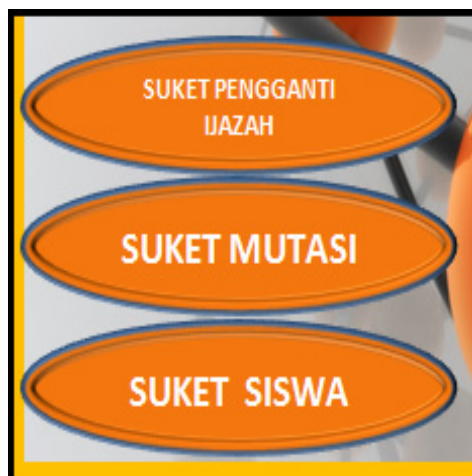 SUKET PENGGANTI
IJAZAH
SUKET MUTASI
SUKET SISWA